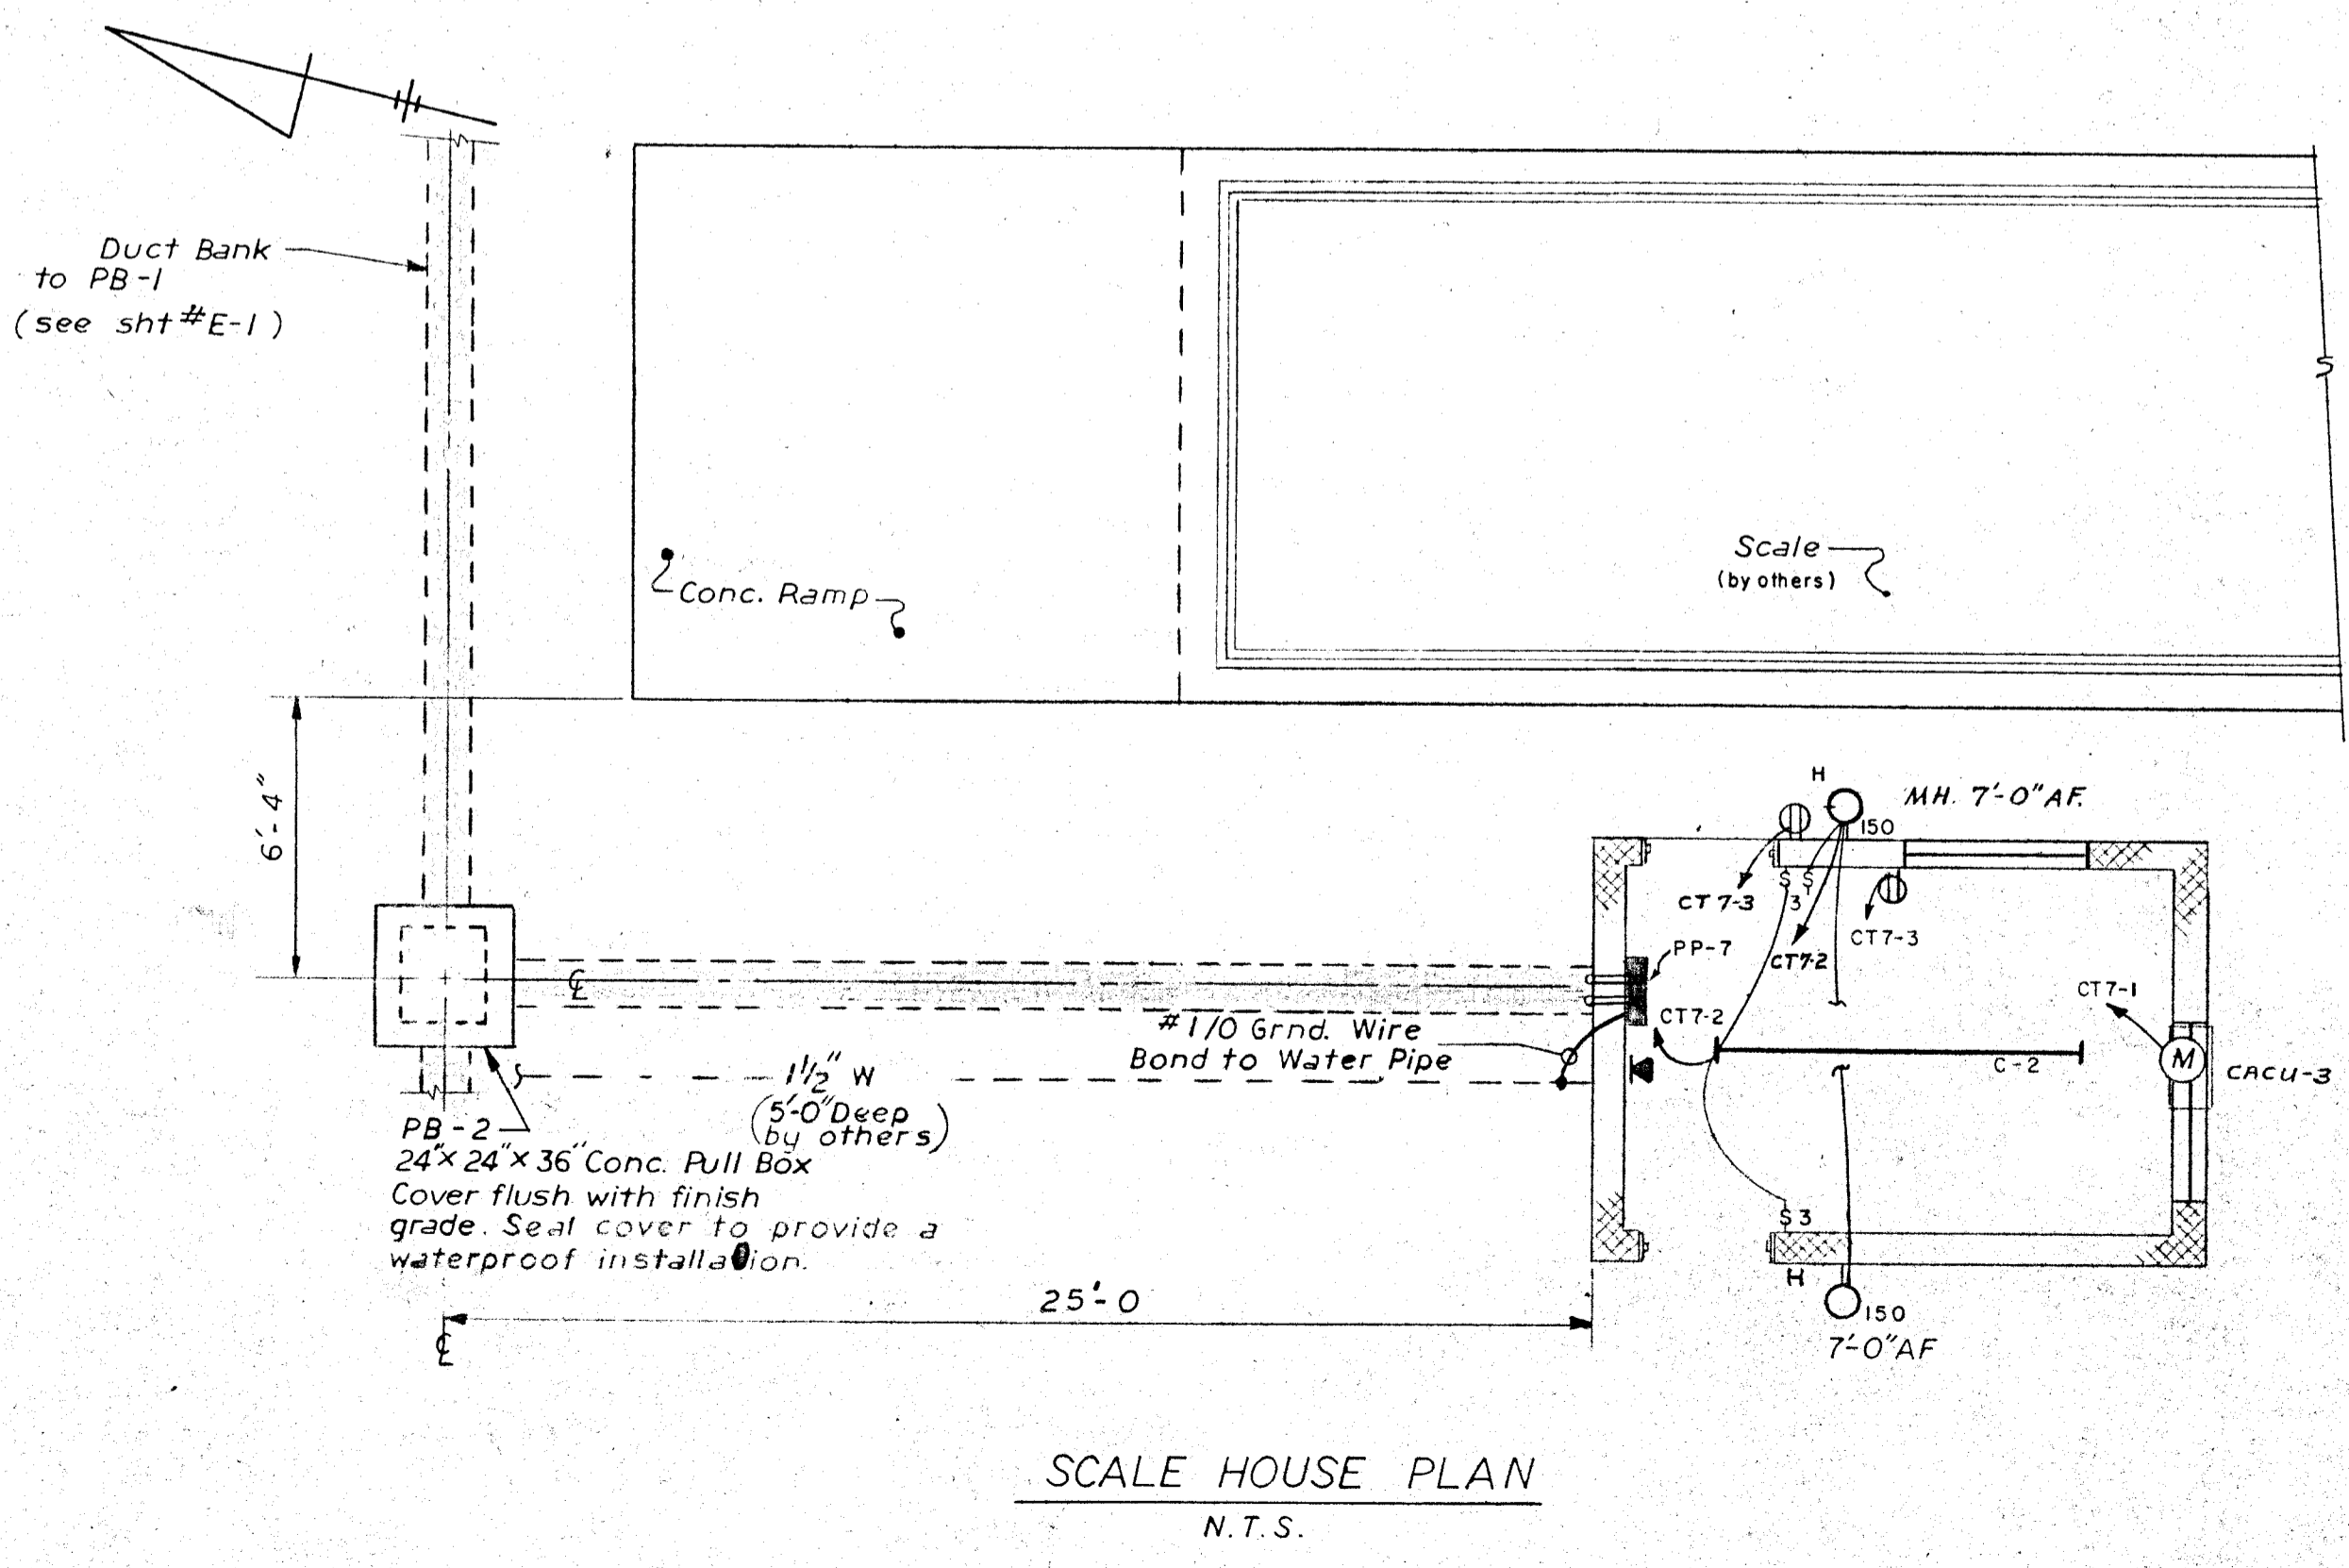 Duct Bank
to PB-1
(see sht #E-1)
Conc. Ramp
Scale
(by others)
S
6'-4"
H
MH. 7'-0" AF.
150
CT 7-3
S S
3
CT7-2
CT7-3
PP-7
CT7-2
CT7-1
M
CACU-3
C-2
℄
#1/0 Grnd. Wire
Bond to Water Pipe
1½" W
(5'-0" Deep
by others)
PB-2
24" x 24" x 36" Conc. Pull Box
Cover flush with finish
grade. Seal cover to provide a
waterproof installation.
S3
H
150
7'-0" AF
25'-0
℄
SCALE HOUSE PLAN
N.T.S.